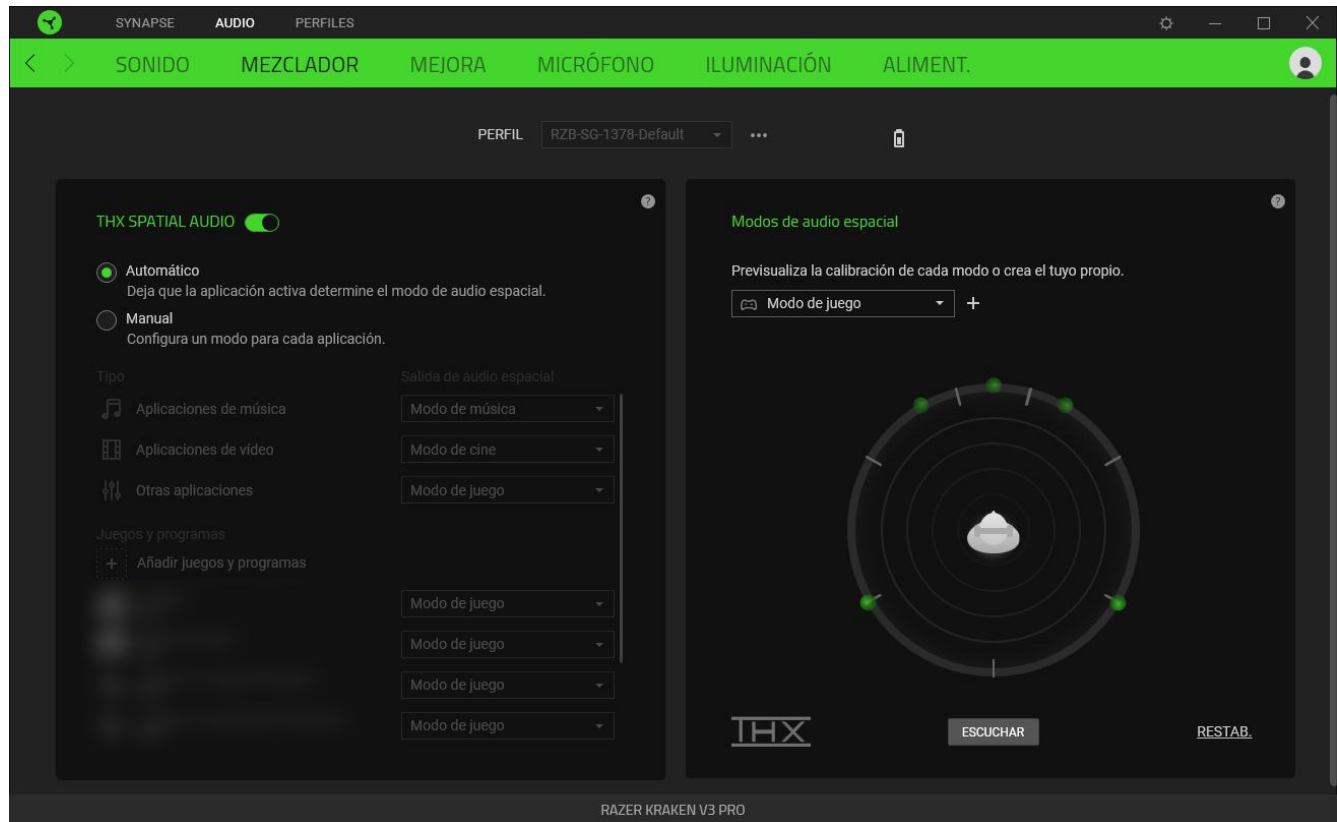 SYNAPSE AUDIO PERFILES
SONIDO MEZCLADOR MEJORA MICRÓFONO ILUMINACIÓN ALIMENT.
PERFIL RZB-SG-1378-Default
THX SPATIAL AUDIO
Automático
Deja que la aplicación activa determine el modo de audio espacial.
Manual
Configura un modo para cada aplicación.
Tipo Salida de audio espacial
Aplicaciones de música Modo de música
Aplicaciones de vídeo Modo de cine
Otras aplicaciones Modo de juego
Juegos y programas
+ Añadir juegos y programas
Modo de juego
Modo de juego
Modo de juego
Modo de juego
Modos de audio espacial
Previsualiza la calibración de cada modo o crea el tuyo propio.
Modo de juego +
THX ESCUCHAR RESTAB.
RAZER KRAKEN V3 PRO